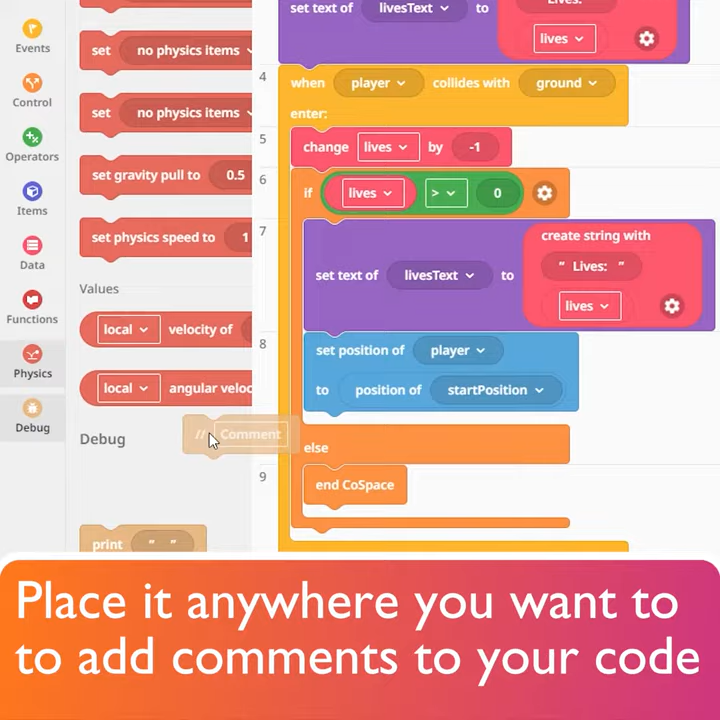 Events
Control
Operators
Items
Data
Functions
Physics
Debug
set no physics items
set no physics items
set gravity pull to 0.5
set physics speed to 1
Values
local velocity of
local
Debug
// Comment
print " "
set text of livesText to
lives
4
when player collides with ground
enter:
5
change lives by -1
6
if lives > 0
7
set text of livesText to
create string with
" Lives: "
lives
8
set position of player
to position of startPosition
else
9
end CoSpace
Place it anywhere you want to
to add comments to your code